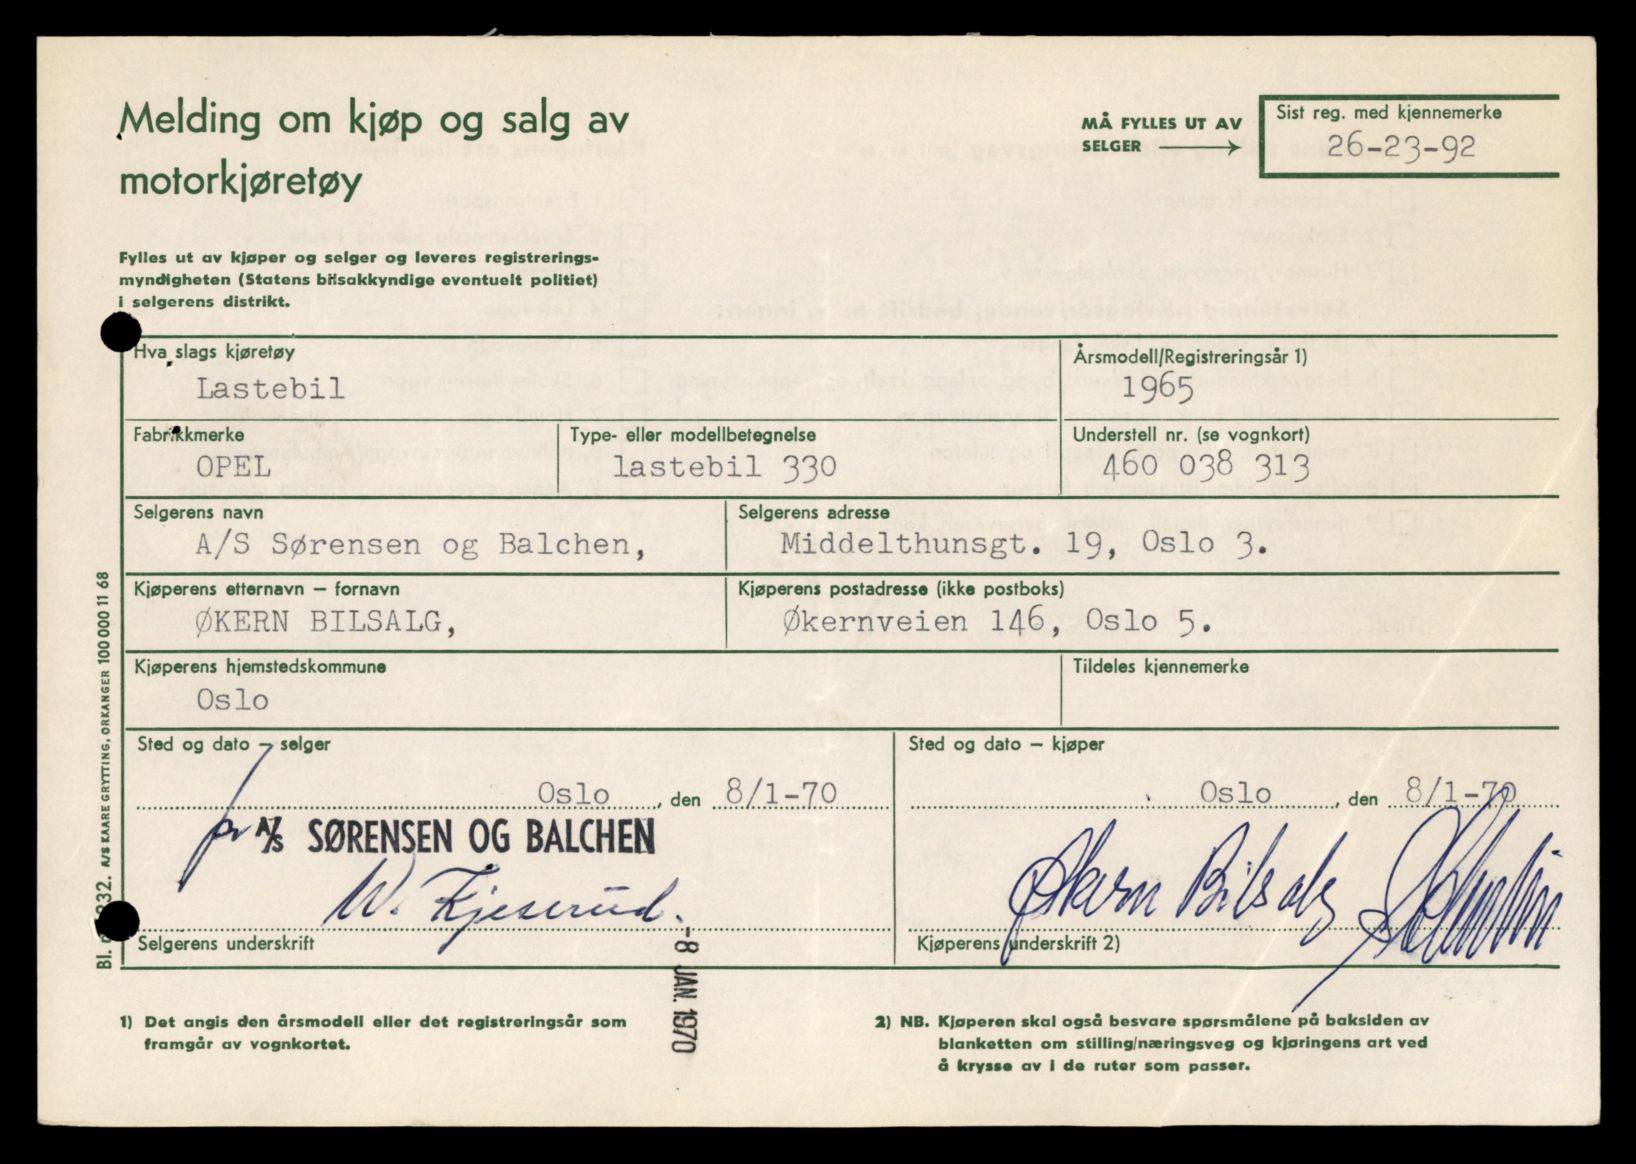 Melding om kjøp og salg av
motorkjøretøy
MÅ FYLLES UT AV
SELGER
Sist reg. med kjennemerke
26-23-92
Fylles ut av kjøper og selger og leveres registrerings-
myndigheten (Statens bilsakkyndige eventuelt politiet)
i selgerens distrikt.
Hva slags kjøretøy
Lastebil
Årsmodell/Registreringsår 1)
1965
Fabrikkmerke
OPEL
Type- eller modellbetegnelse
lastebil 330
Understell nr. (se vognkort)
460 038 313
Selgerens navn
A/S Sørensen og Balchen,
Selgerens adresse
Middelthunsgt. 19, Oslo 3.
Kjøperens etternavn – fornavn
ØKERN BILSALG,
Kjøperens postadresse (ikke postboks)
Økernveien 146, Oslo 5.
Kjøperens hjemstedskommune
Oslo
Tildeles kjennemerke
Sted og dato – selger
Oslo, den 8/1-70
Sted og dato – kjøper
Oslo, den 8/1-70
pr A/S SØRENSEN OG BALCHEN
W. Kjeserud.
Økern Bilsalg
Selgerens underskrift
Kjøperens underskrift 2)
-8 JAN. 1970
1) Det angis den årsmodell eller det registreringsår som
framgår av vognkortet.
2) NB. Kjøperen skal også besvare spørsmålene på baksiden av
blanketten om stilling/næringsveg og kjøringens art ved
å krysse av i de ruter som passer.
A/S KAARE GRYTTING, ORKANGER 100 000 11 68